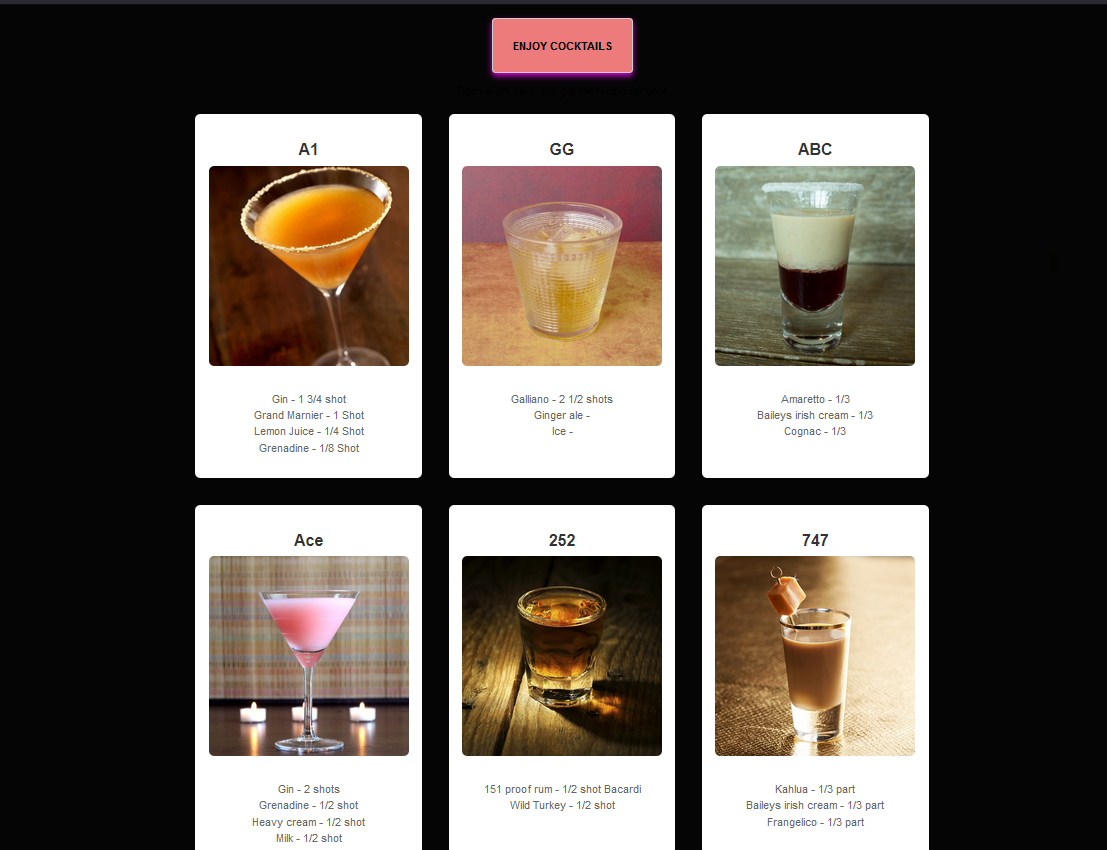 ENJOY COCKTAILS
A1
Gin - 1 3/4 shot
Grand Marnier - 1 Shot
Lemon Juice - 1/4 Shot
Grenadine - 1/8 Shot
GG
Galliano - 2 1/2 shots
Ginger ale -
Ice -
ABC
Amaretto - 1/3
Baileys irish cream - 1/3
Cognac - 1/3
Ace
Gin - 2 shots
Grenadine - 1/2 shot
Heavy cream - 1/2 shot
Milk - 1/2 shot
252
151 proof rum - 1/2 shot Bacardi
Wild Turkey - 1/2 shot
747
Kahlua - 1/3 part
Baileys irish cream - 1/3 part
Frangelico - 1/3 part